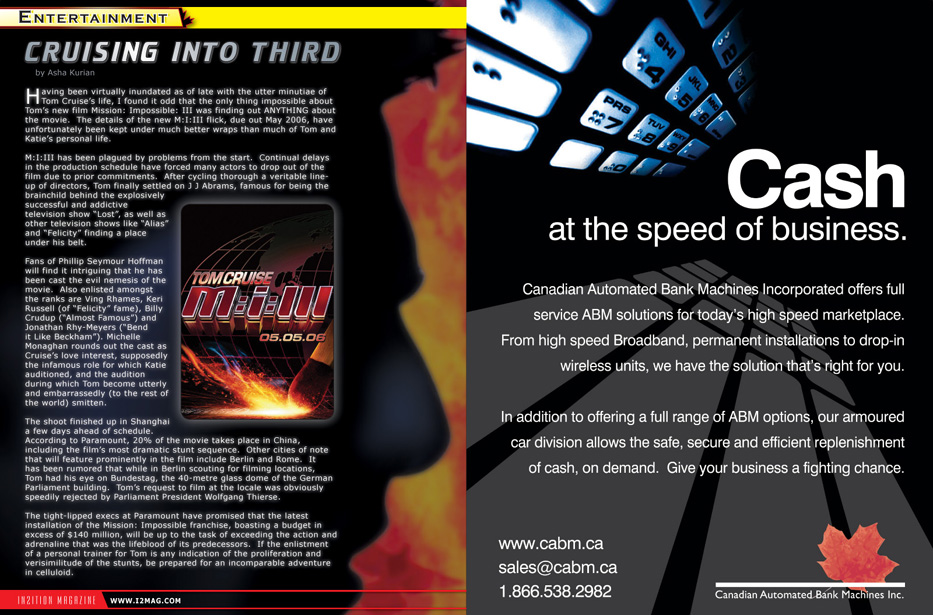 ENTERTAINMENT
CRUISING INTO THIRD
by Asha Kurian
Having been virtually inundated as of late with the utter minutiae of
Tom Cruise's life, I found it odd that the only thing impossible about
Tom's new film Mission: Impossible: III was finding out ANYTHING about
the movie. The details of the new M:I:III flick, due out May 2006, have
unfortunately been kept under much better wraps than much of Tom and
Katie's personal life.
M:I:III has been plagued by problems from the start. Continual delays
in the production schedule have forced many actors to drop out of the
film due to prior commitments. After cycling thorough a veritable line-
up of directors, Tom finally settled on J J Abrams, famous for being the
brainchild behind the explosively
successful and addictive
television show "Lost", as well as
other television shows like "Alias"
and "Felicity" finding a place
under his belt.
Fans of Phillip Seymour Hoffman
will find it intriguing that he has
been cast the evil nemesis of the
movie. Also enlisted amongst
the ranks are Ving Rhames, Keri
Russell (of "Felicity" fame), Billy
Crudup ("Almost Famous") and
Jonathan Rhy-Meyers ("Bend
it Like Beckham"). Michelle
Monaghan rounds out the cast as
Cruise's love interest, supposedly
the infamous role for which Katie
auditioned, and the audition
during which Tom become utterly
and embarrassedly (to the rest of
the world) smitten.
The shoot finished up in Shanghai
a few days ahead of schedule.
According to Paramount, 20% of the movie takes place in China,
including the film's most dramatic stunt sequence. Other cities of note
that will feature prominently in the film include Berlin and Rome. It
has been rumored that while in Berlin scouting for filming locations,
Tom had his eye on Bundestag, the 40-metre glass dome of the German
Parliament building. Tom's request to film at the locale was obviously
speedily rejected by Parliament President Wolfgang Thierse.
The tight-lipped execs at Paramount have promised that the latest
installation of the Mission: Impossible franchise, boasting a budget in
excess of $140 million, will be up to the task of exceeding the action and
adrenaline that was the lifeblood of its predecessors. If the enlistment
of a personal trainer for Tom is any indication of the proliferation and
verisimilitude of the stunts, be prepared for an incomparable adventure
in celluloid.
TOM CRUISE
M:i:III
05.05.06
IN2ITION MAGAZINE WWW.I2MAG.COM
GHI
4
JKL
5
PRS
7
8
Cash
at the speed of business.
Canadian Automated Bank Machines Incorporated offers full
service ABM solutions for today's high speed marketplace.
From high speed Broadband, permanent installations to drop-in
wireless units, we have the solution that's right for you.
In addition to offering a full range of ABM options, our armoured
car division allows the safe, secure and efficient replenishment
of cash, on demand. Give your business a fighting chance.
www.cabm.ca
sales@cabm.ca
1.866.538.2982
Canadian Automated Bank Machines Inc.